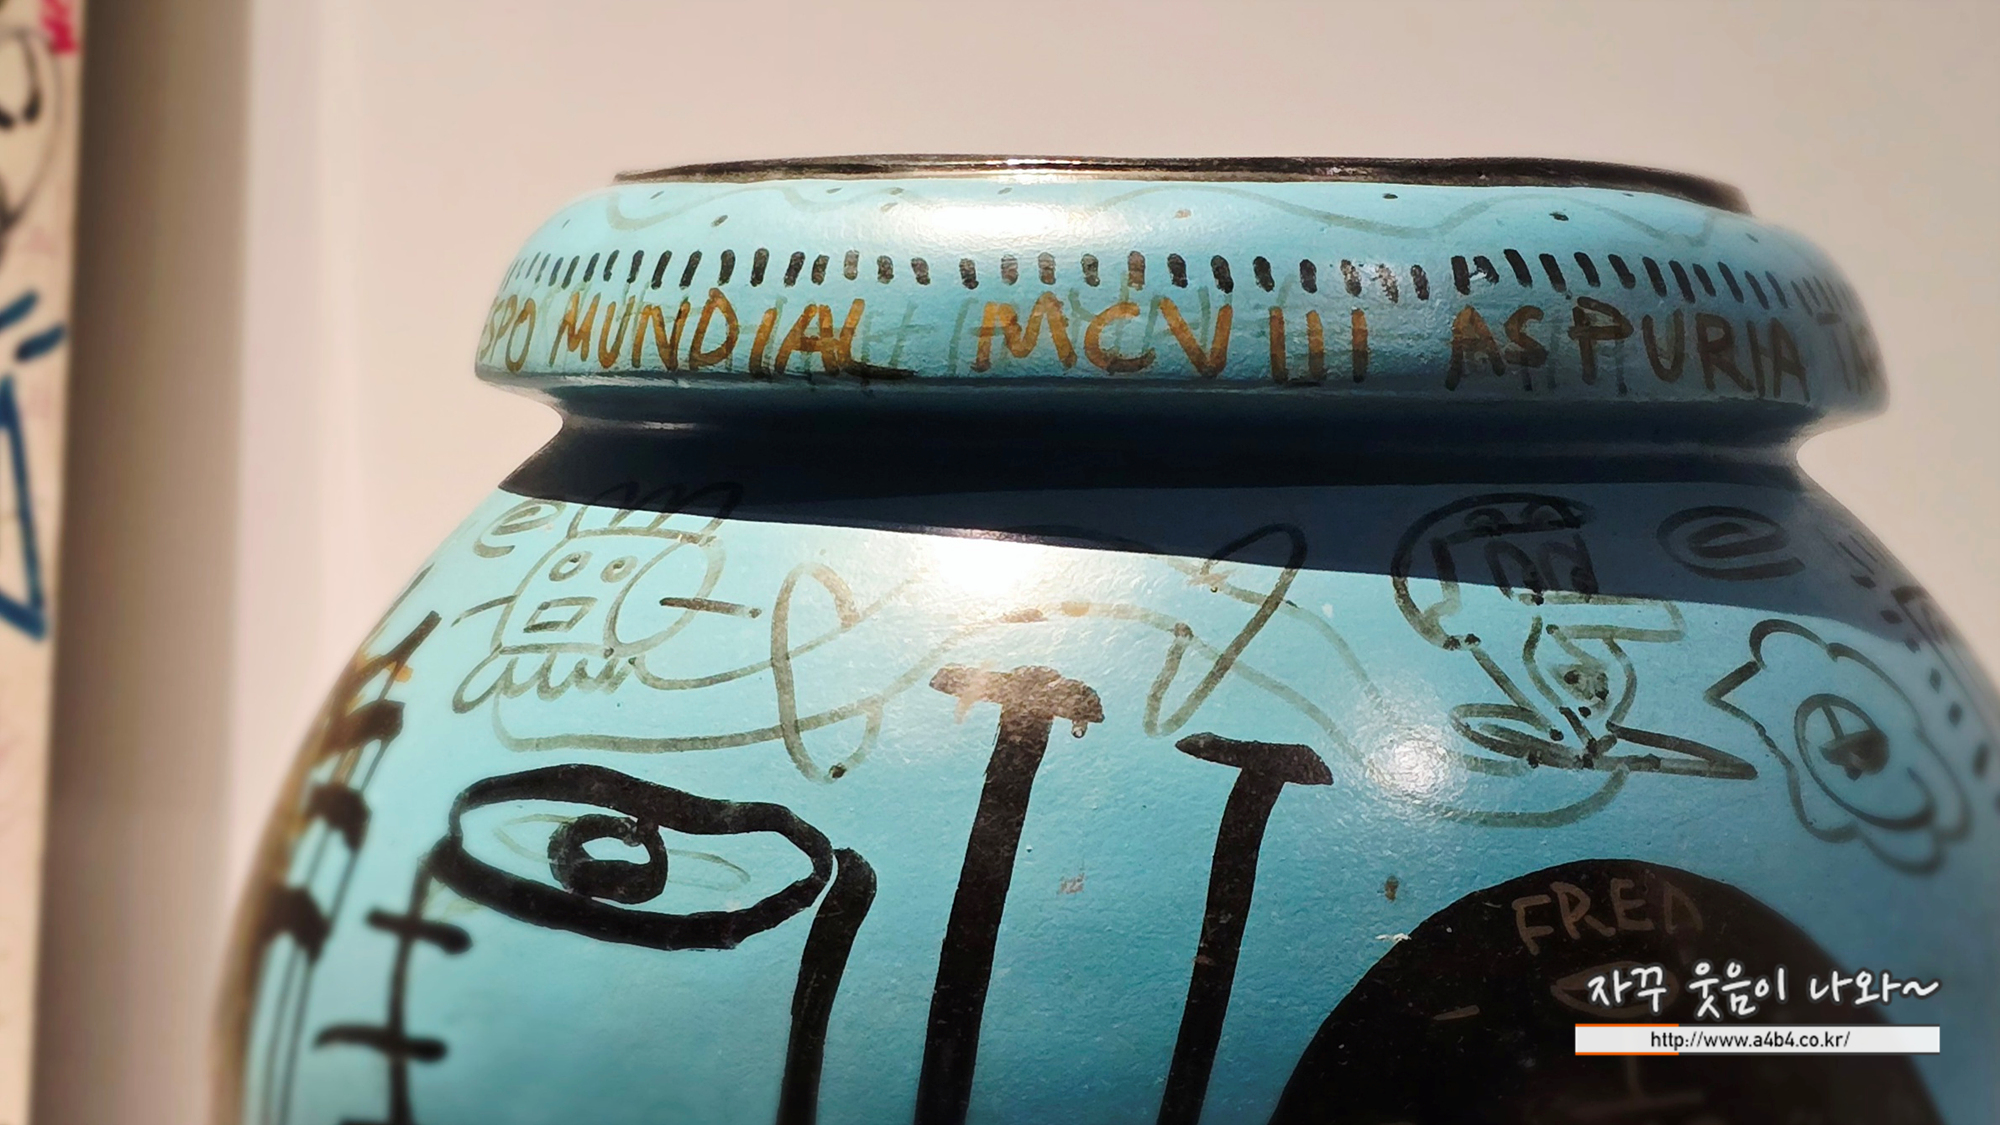 SPO MUNDIAL MCVIII ASPURIA
FRED
자꾸 웃음이 나와~
http://www.a4b4.co.kr/